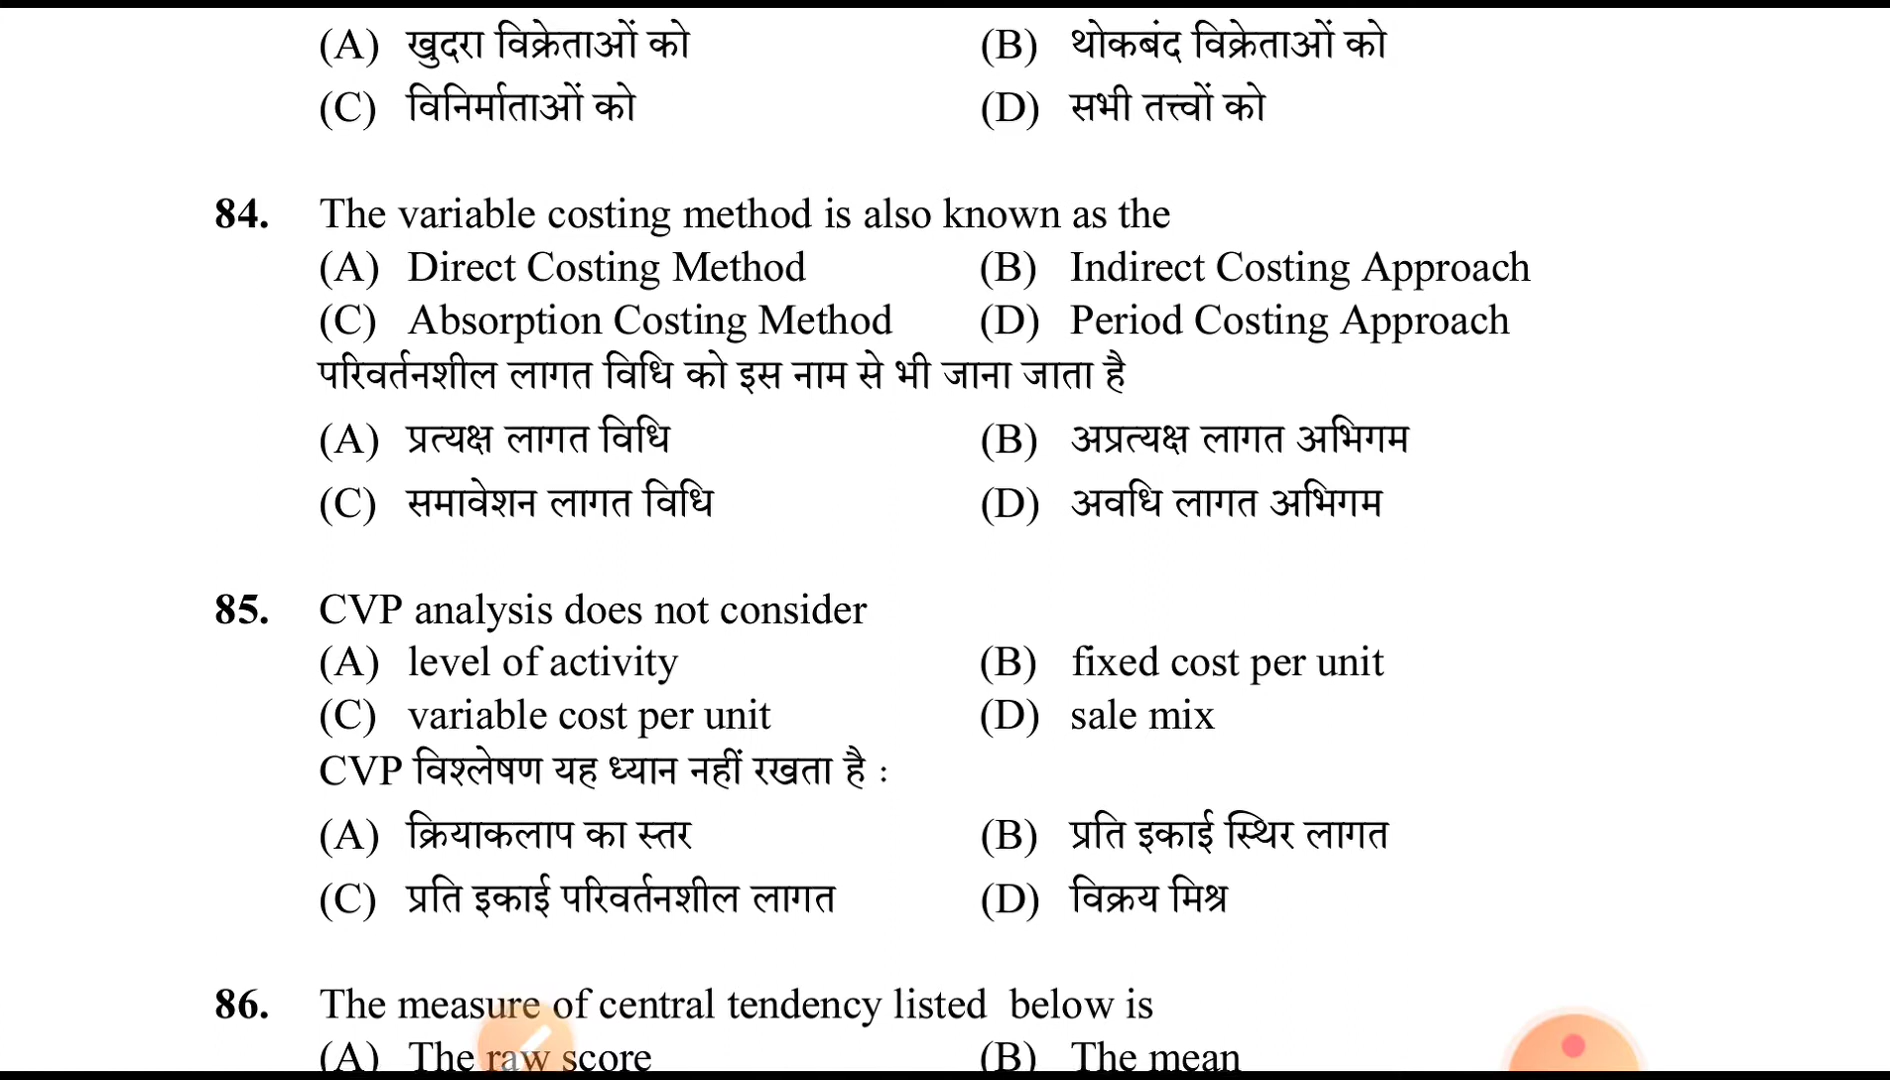 (A) खुदरा विक्रेताओं को (B) थोकबंद विक्रेताओं को
(C) विनिर्माताओं को (D) सभी तत्त्वों को
84. The variable costing method is also known as the
(A) Direct Costing Method (B) Indirect Costing Approach
(C) Absorption Costing Method (D) Period Costing Approach
परिवर्तनशील लागत विधि को इस नाम से भी जाना जाता है
(A) प्रत्यक्ष लागत विधि (B) अप्रत्यक्ष लागत अभिगम
(C) समावेशन लागत विधि (D) अवधि लागत अभिगम
85. CVP analysis does not consider
(A) level of activity (B) fixed cost per unit
(C) variable cost per unit (D) sale mix
CVP विश्लेषण यह ध्यान नहीं रखता है :
(A) क्रियाकलाप का स्तर (B) प्रति इकाई स्थिर लागत
(C) प्रति इकाई परिवर्तनशील लागत (D) विक्रय मिश्र
86. The measure of central tendency listed below is
(A) The raw score (B) The mean